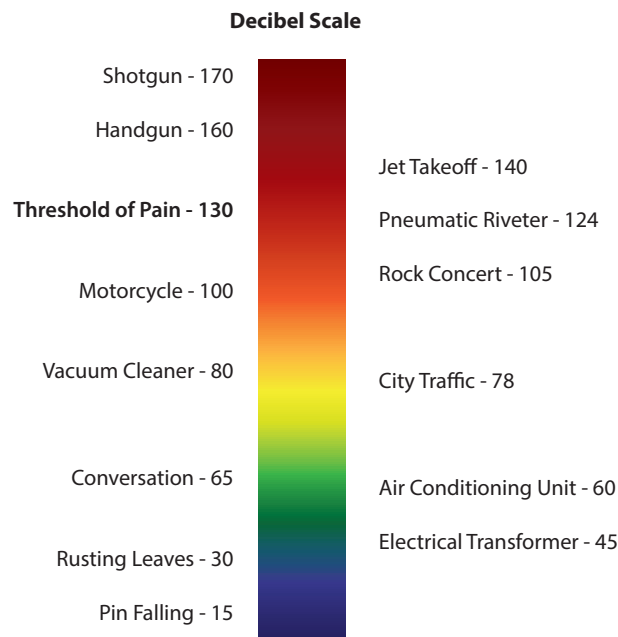 Decibel Scale
Shotgun - 170
Handgun - 160
Jet Takeoff - 140
Threshold of Pain - 130
Pneumatic Riveter - 124
Rock Concert - 105
Motorcycle - 100
Vacuum Cleaner - 80
City Traffic - 78
Conversation - 65
Air Conditioning Unit - 60
Electrical Transformer - 45
Rusting Leaves - 30
Pin Falling - 15